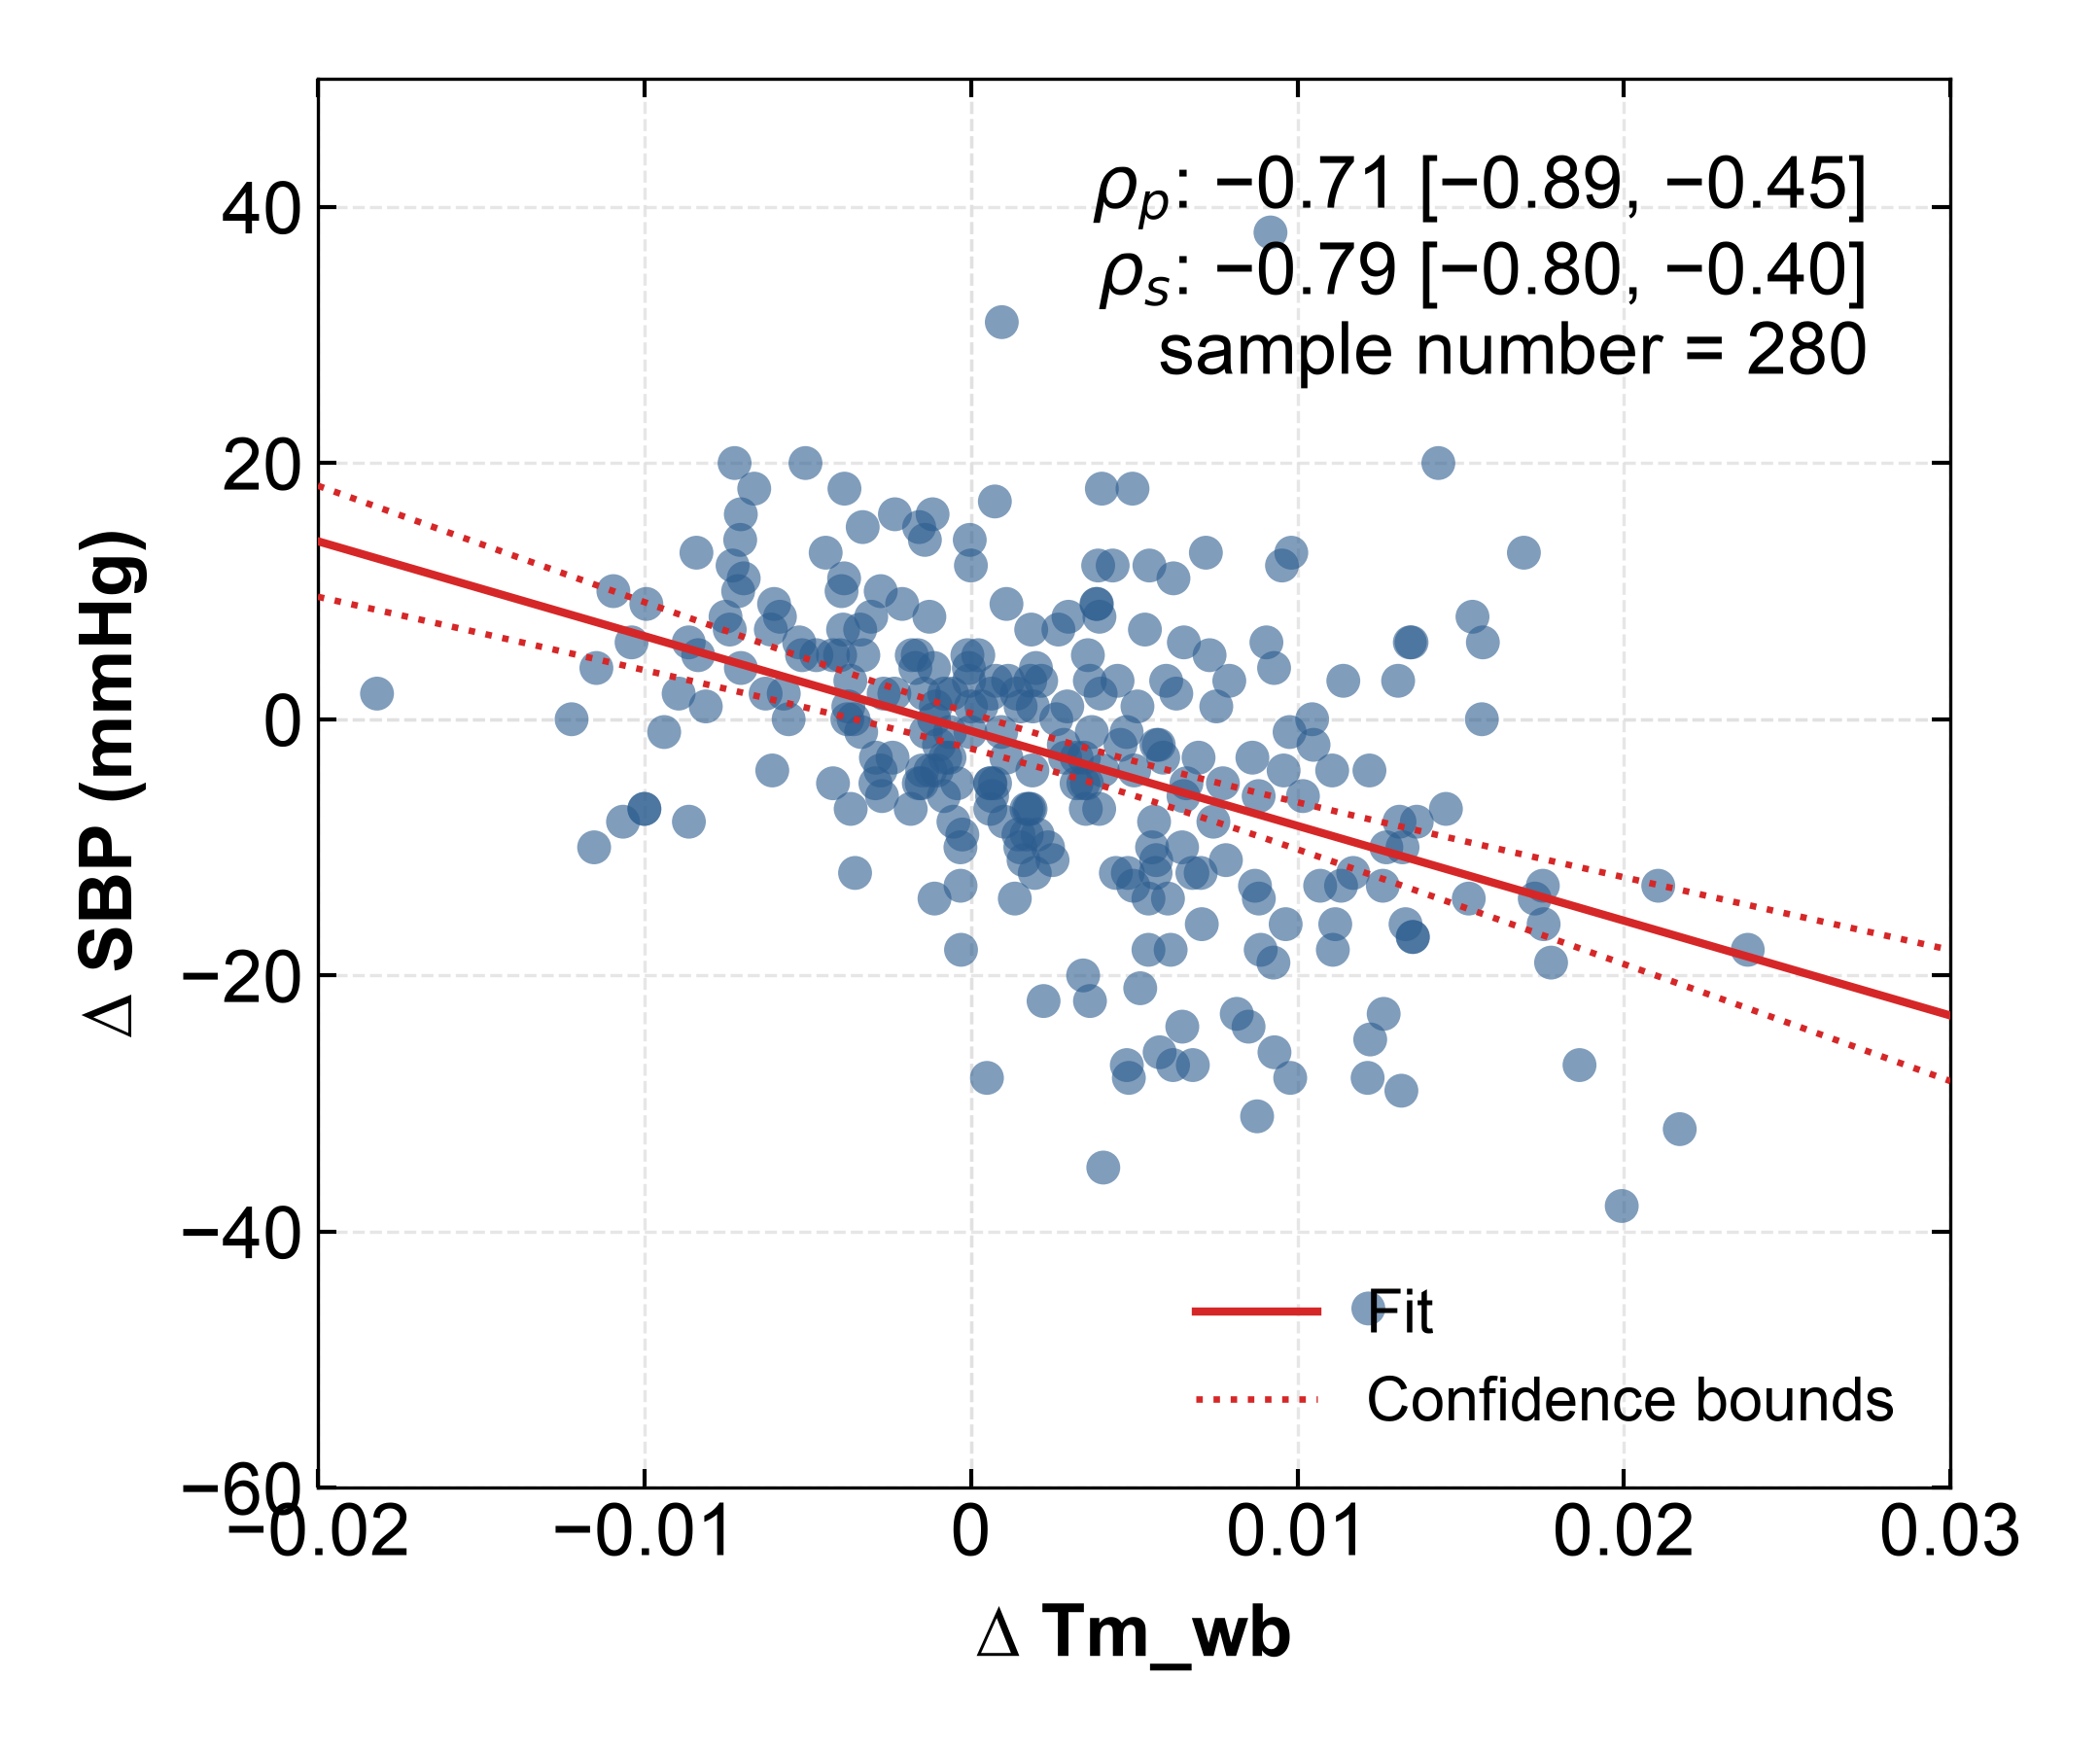 ρp: −0.71 [−0.89, −0.45]
ρs: −0.79 [−0.80, −0.40]
sample number = 280
40
20
0
−20
−40
−60
Δ SBP (mmHg)
Fit
Confidence bounds
−0.02 −0.01 0 0.01 0.02 0.03
Δ Tm_wb